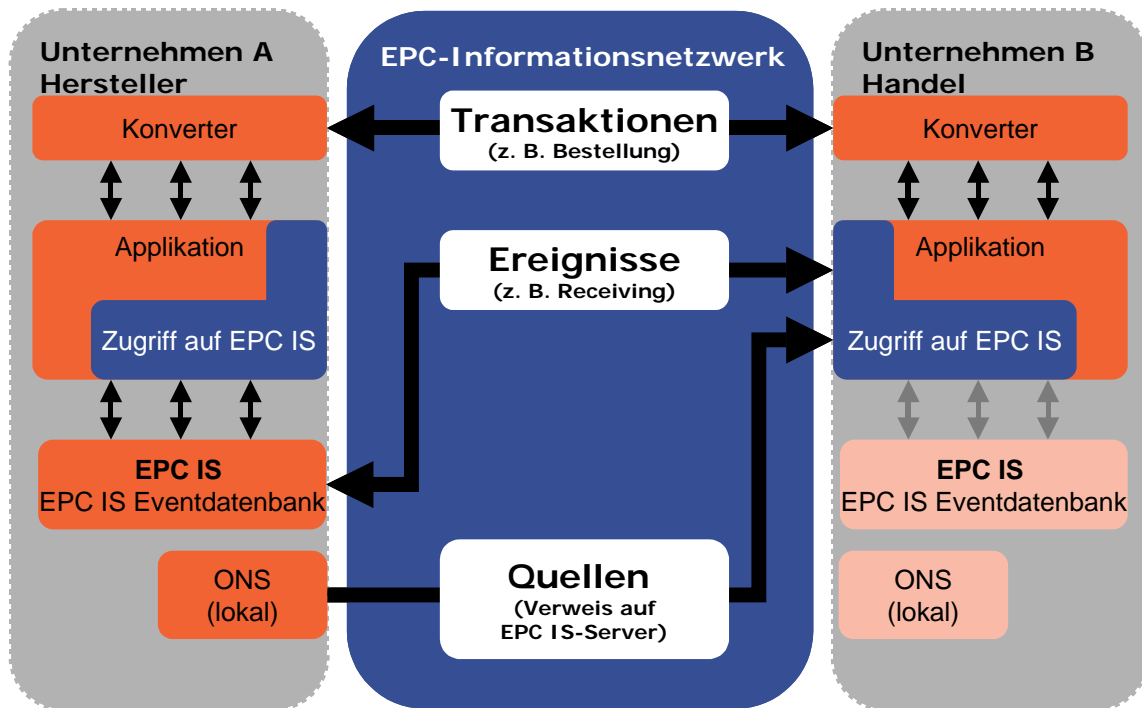 Unternehmen A
Hersteller
Konverter
Applikation
Zugriff auf EPC IS
EPC IS
EPC IS Eventdatenbank
ONS
(lokal)
EPC-Informationsnetzwerk
Transaktionen
(z. B. Bestellung)
Ereignisse
(z. B. Receiving)
Quellen
(Verweis auf
EPC IS-Server)
Unternehmen B
Handel
Konverter
Applikation
Zugriff auf EPC IS
EPC IS
EPC IS Eventdatenbank
ONS
(lokal)